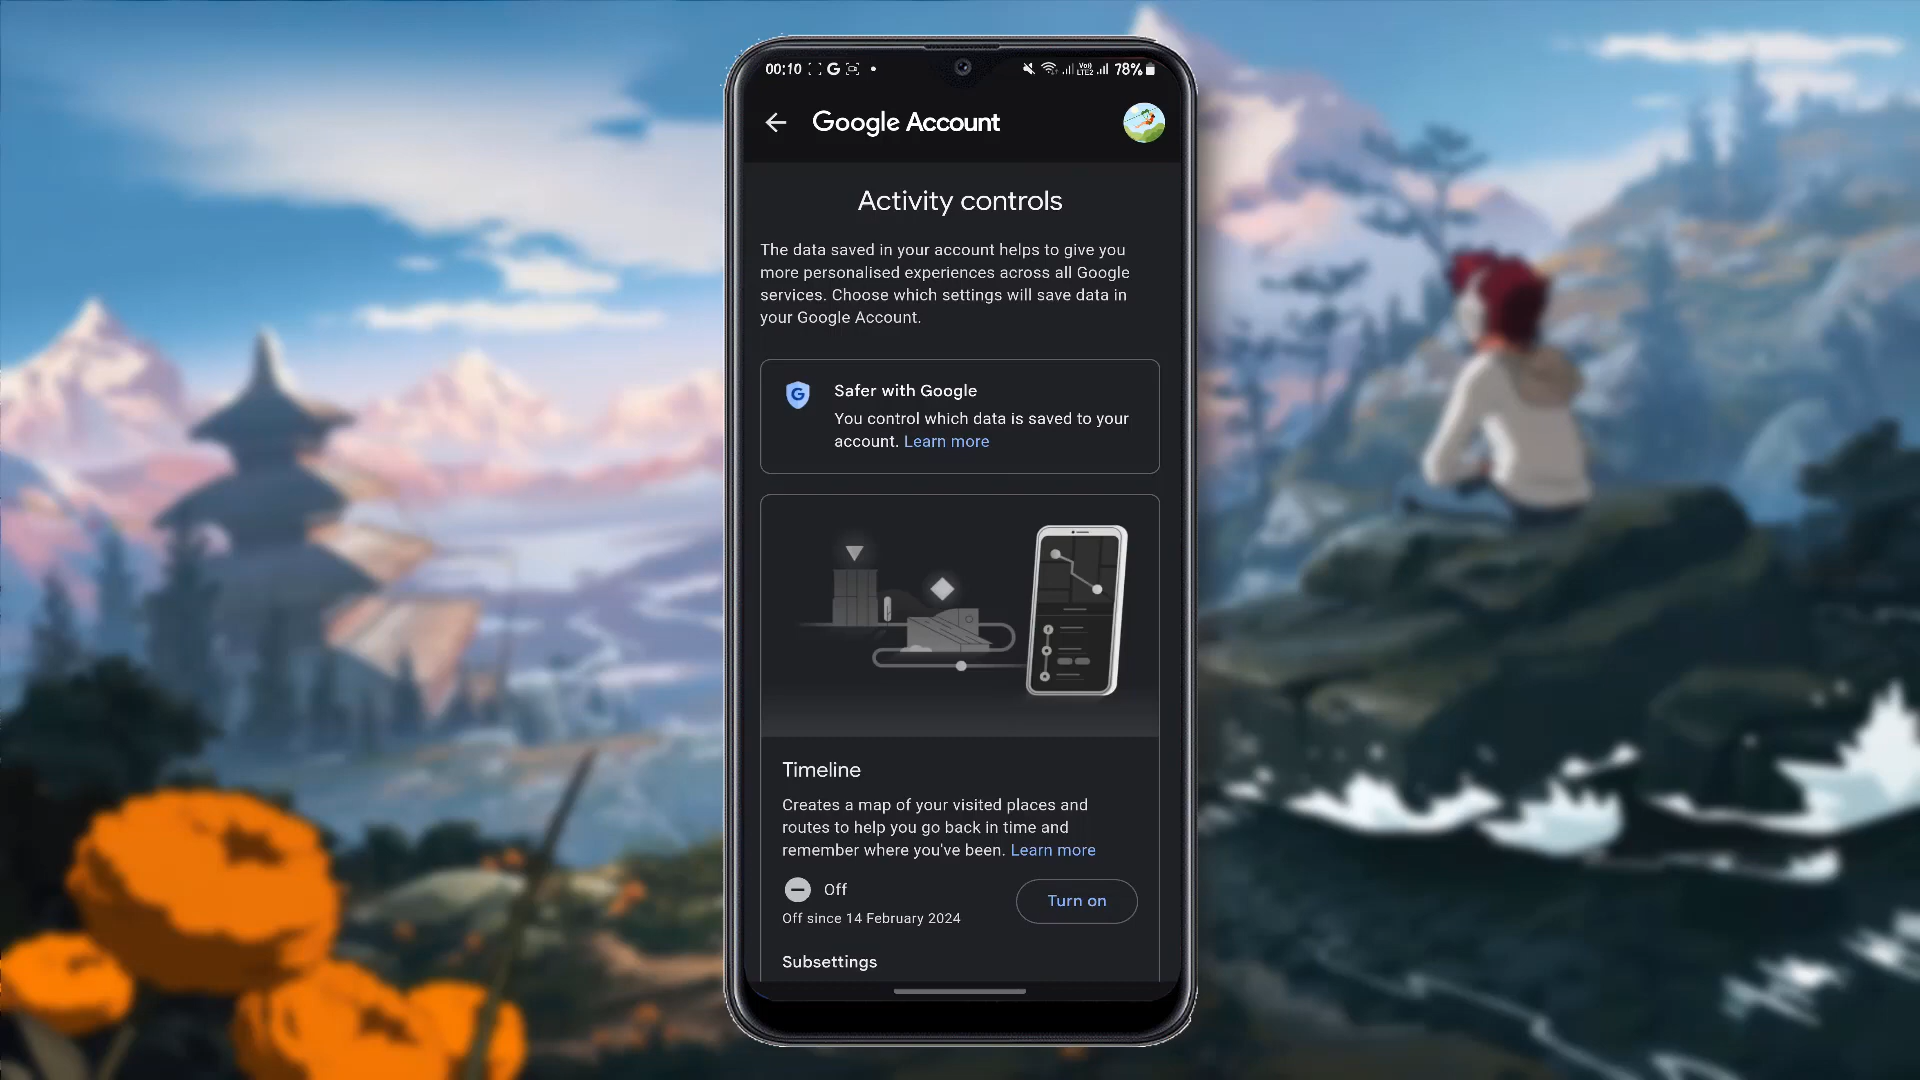 00:10 G 78%
Vo)) LTE2
Google Account
Activity controls
The data saved in your account helps to give you
more personalised experiences across all Google
services. Choose which settings will save data in
your Google Account.
G
Safer with Google
You control which data is saved to your
account. Learn more
Timeline
Creates a map of your visited places and
routes to help you go back in time and
remember where you've been. Learn more
Off
Turn on
Off since 14 February 2024
Subsettings